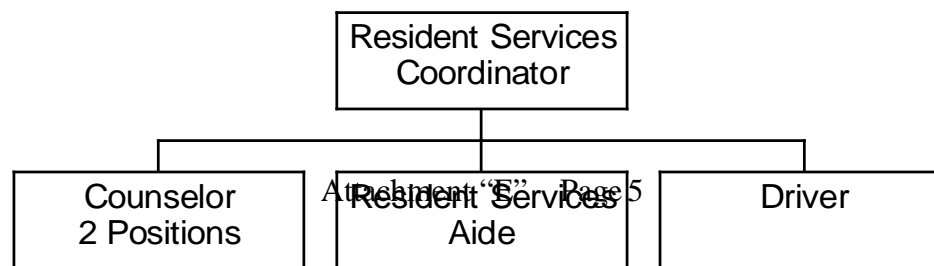 Resident Services
Coordinator
Counselor
2 Positions
Resident Services
Aide
Driver
Attachment “E” Page 5